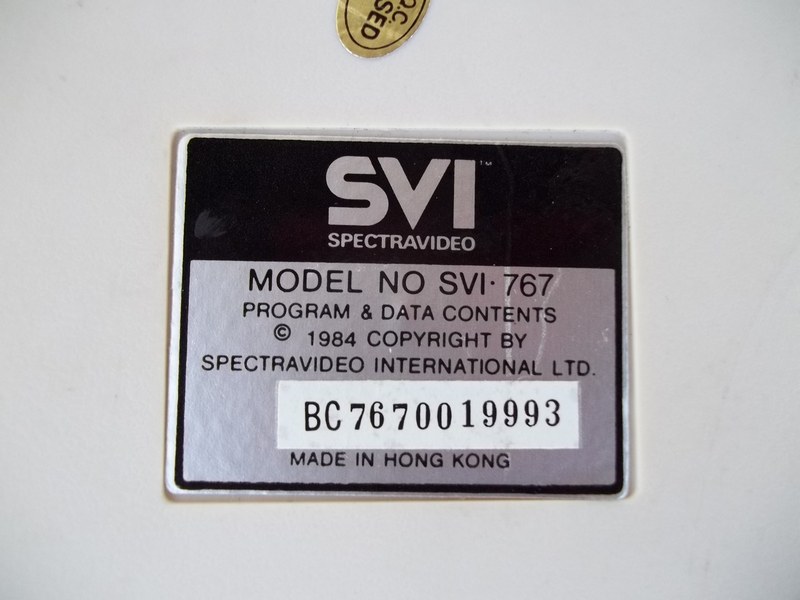 Q.C.
SVI™
SPECTRAVIDEO
MODEL NO SVI·767
PROGRAM & DATA CONTENTS
© 1984 COPYRIGHT BY
SPECTRAVIDEO INTERNATIONAL LTD.
BC7670019993
MADE IN HONG KONG